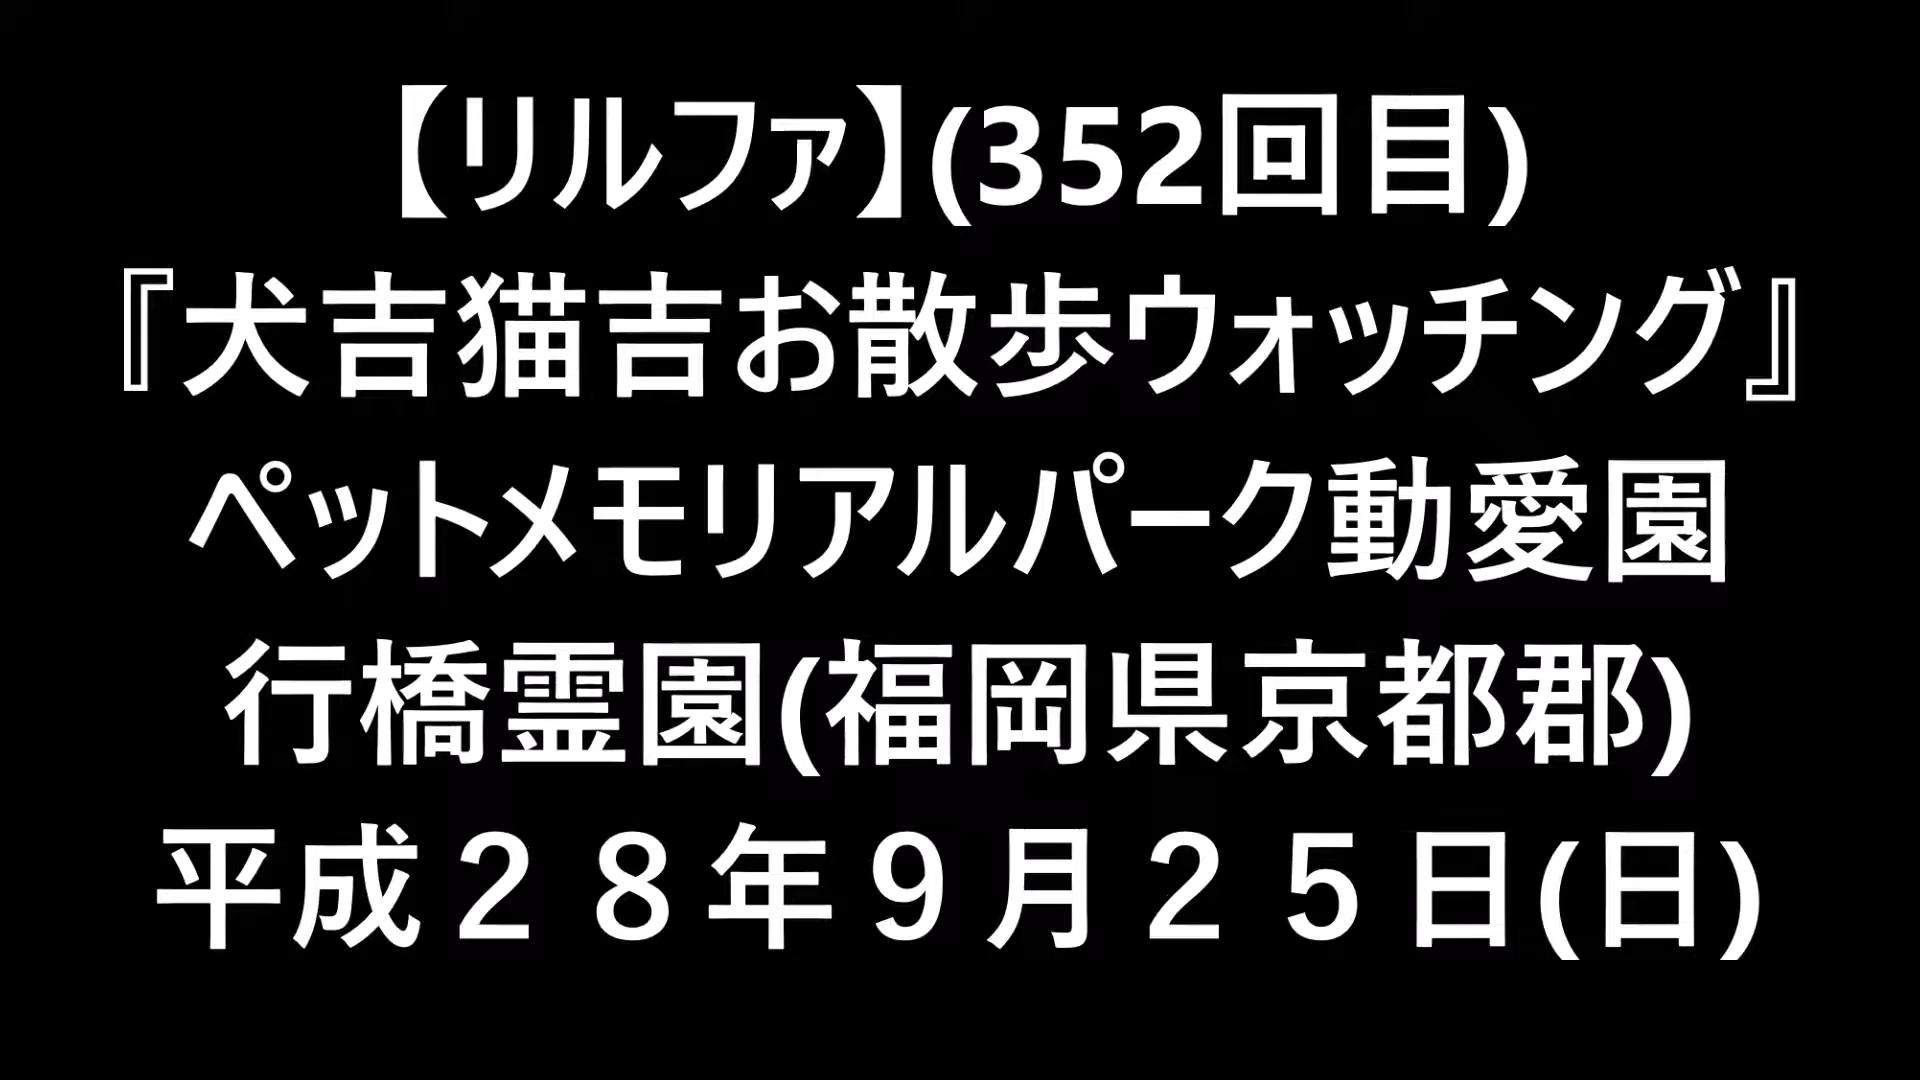 【リルファ】(352回目)
『犬吉猫吉お散歩ウォッチング』
ペットメモリアルパーク動愛園
行橋霊園(福岡県京都郡)
平成２８年９月２５日(日)